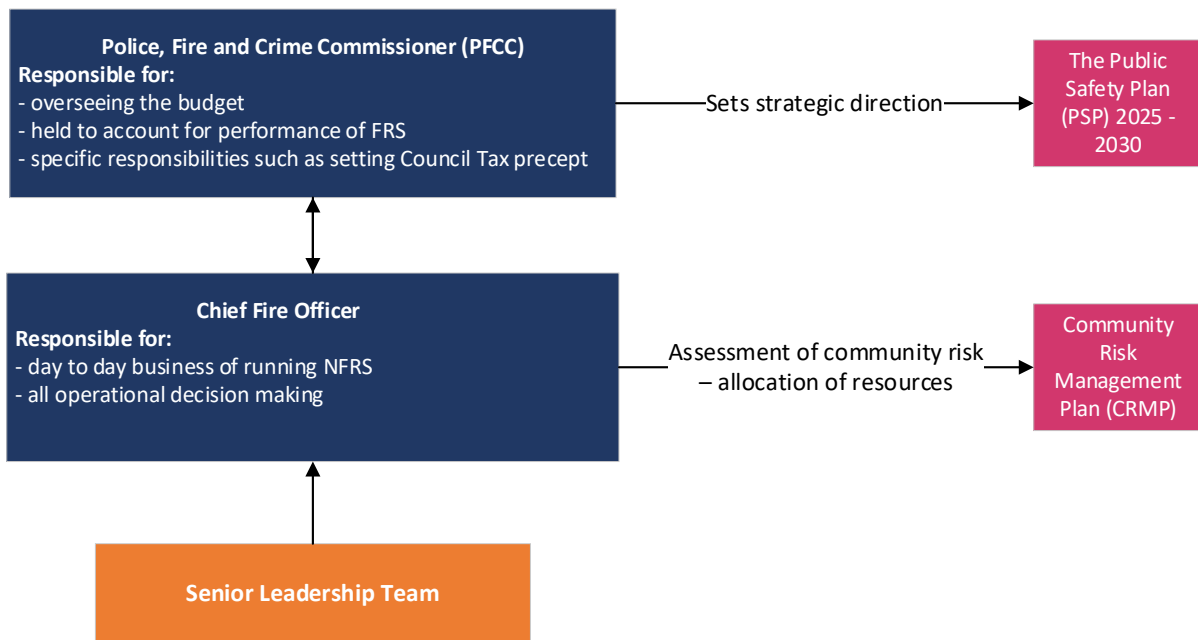 Police, Fire and Crime Commissioner (PFCC)
Responsible for:
- overseeing the budget
- held to account for performance of FRS
- specific responsibilities such as setting Council Tax precept
Sets strategic direction
The Public
Safety Plan
(PSP) 2025 -
2030
Chief Fire Officer
Responsible for:
- day to day business of running NFRS
- all operational decision making
Assessment of community risk
– allocation of resources
Community
Risk
Management
Plan (CRMP)
Senior Leadership Team